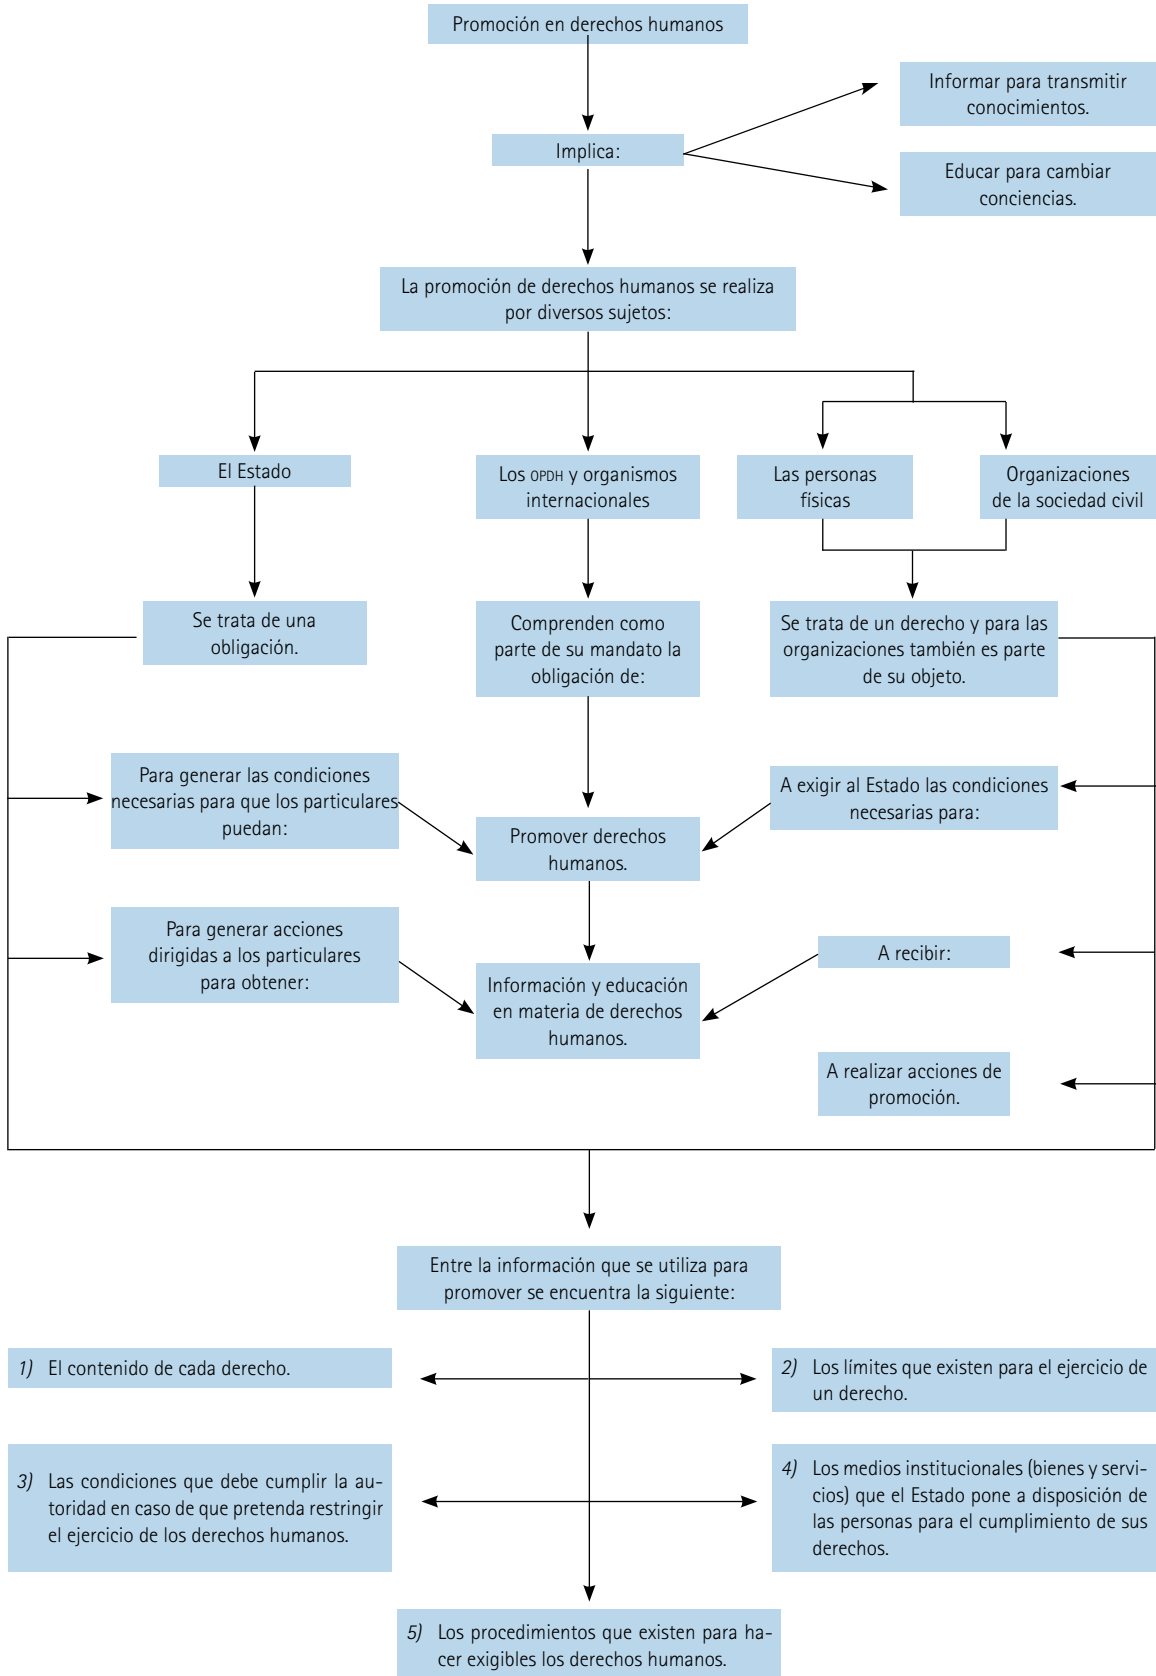 Promoción en derechos humanos
Informar para transmitir
conocimientos.
Implica:
Educar para cambiar
conciencias.
La promoción de derechos humanos se realiza
por diversos sujetos:
El Estado
Los OPDH y organismos
internacionales
Las personas
físicas
Organizaciones
de la sociedad civil
Se trata de una
obligación.
Comprenden como
parte de su mandato la
obligación de:
Se trata de un derecho y para las
organizaciones también es parte
de su objeto.
Para generar las condiciones
necesarias para que los particulares
puedan:
A exigir al Estado las condiciones
necesarias para:
Promover derechos
humanos.
Para generar acciones
dirigidas a los particulares
para obtener:
A recibir:
Información y educación
en materia de derechos
humanos.
A realizar acciones de
promoción.
Entre la información que se utiliza para
promover se encuentra la siguiente:
1) El contenido de cada derecho.
2) Los límites que existen para el ejercicio de
un derecho.
3) Las condiciones que debe cumplir la au-
toridad en caso de que pretenda restringir
el ejercicio de los derechos humanos.
4) Los medios institucionales (bienes y servi-
cios) que el Estado pone a disposición de
las personas para el cumplimiento de sus
derechos.
5) Los procedimientos que existen para ha-
cer exigibles los derechos humanos.